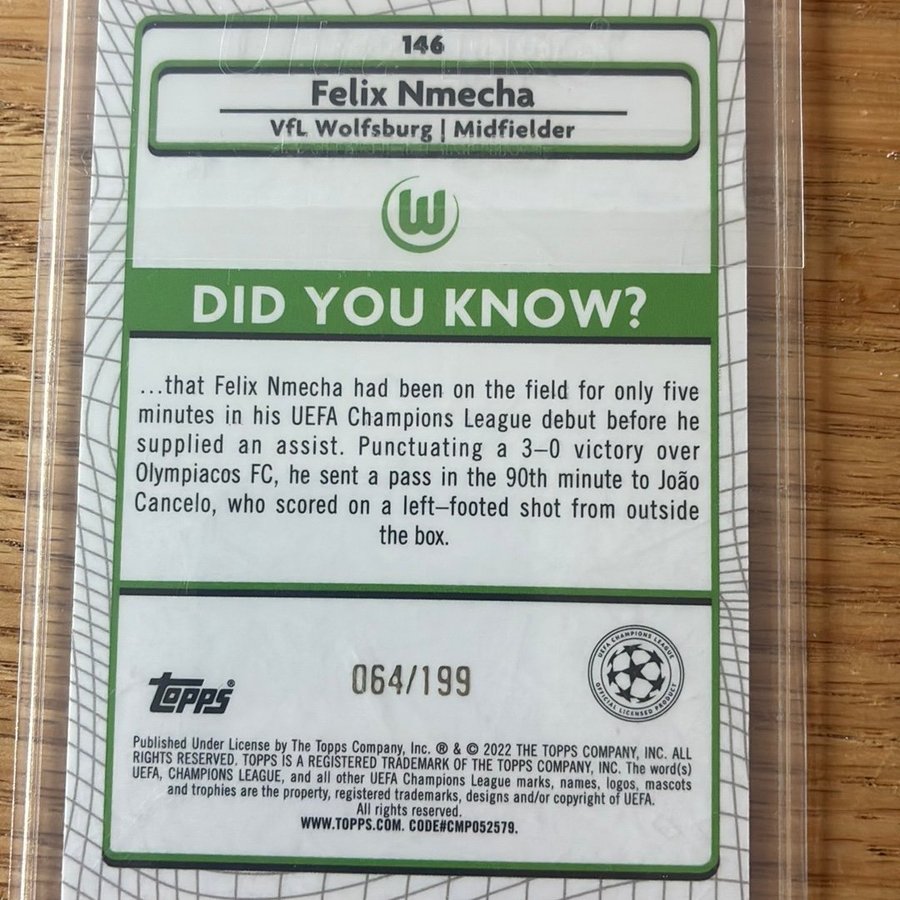 146
Felix Nmecha
VfL Wolfsburg | Midfielder
W
DID YOU KNOW?
...that Felix Nmecha had been on the field for only five
minutes in his UEFA Champions League debut before he
supplied an assist. Punctuating a 3–0 victory over
Olympiacos FC, he sent a pass in the 90th minute to João
Cancelo, who scored on a left–footed shot from outside
the box.
topps®
064/199
UEFA CHAMPIONS LEAGUE
OFFICIAL LICENSED PRODUCT
Published Under License by The Topps Company, Inc. ® & © 2022 THE TOPPS COMPANY, INC. ALL
RIGHTS RESERVED. TOPPS IS A REGISTERED TRADEMARK OF THE TOPPS COMPANY, INC. The word(s)
UEFA, CHAMPIONS LEAGUE, and all other UEFA Champions League marks, names, logos, mascots
and trophies are the property, registered trademarks, designs and/or copyright of UEFA.
All rights reserved.
WWW.TOPPS.COM. CODE#CMP052579.